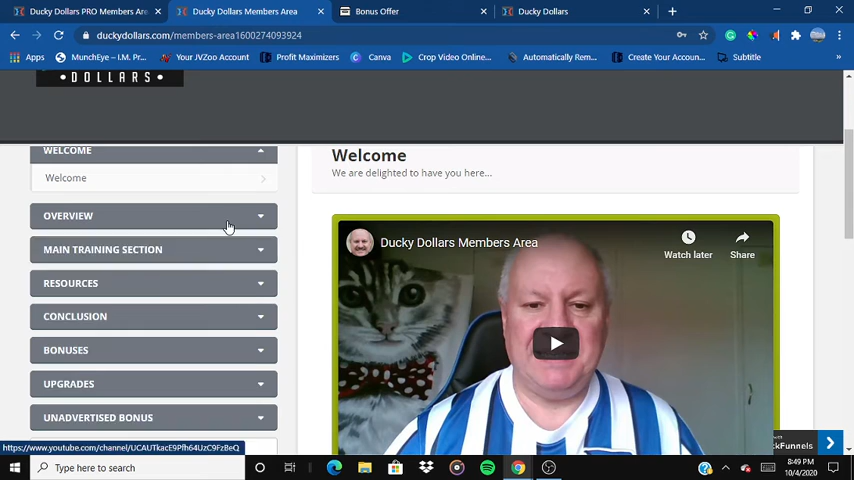 Ducky Dollars PRO Members Are
Ducky Dollars Members Area
Bonus Offer
Ducky Dollars
duckydollars.com/members-area1600274093924
Apps
MunchEye – I.M. Pr...
Your JVZoo Account
Profit Maximizers
Canva
Crop Video Online...
Automatically Rem...
Create Your Accoun...
Subtitle
DOLLARS
WELCOME
Welcome
OVERVIEW
MAIN TRAINING SECTION
RESOURCES
CONCLUSION
BONUSES
UPGRADES
UNADVERTISED BONUS
Welcome
We are delighted to have you here...
Ducky Dollars Members Area
Watch later
Share
kFunnels
https://www.youtube.com/channel/UCAUTkacE9Pfh64UzC9FzBeQ
Type here to search
8:49 PM
10/4/2020